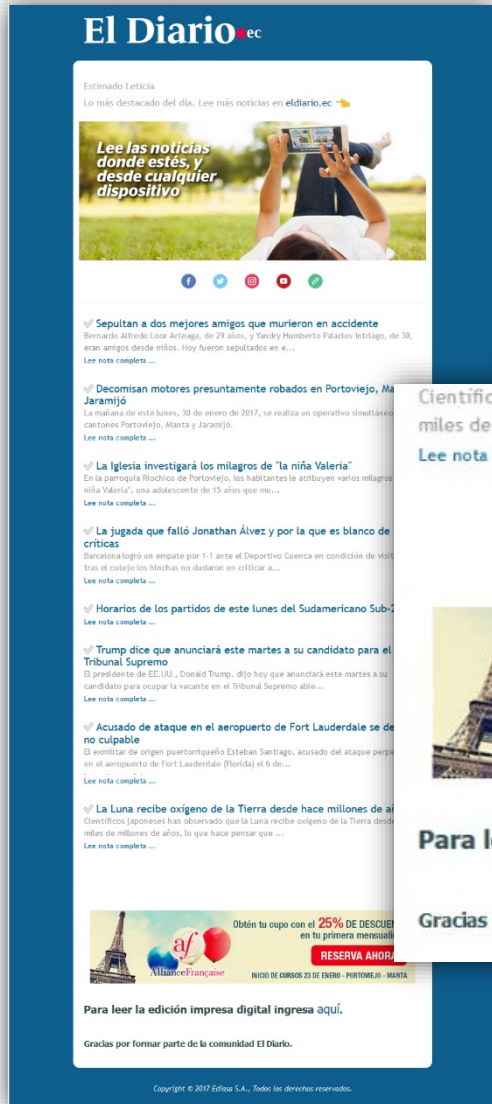 El Diario.ec
Estimado Leticia
Lo más destacado del día. Lee más noticias en eldiario.ec
Lee las noticias
donde estés, y
desde cualquier
dispositivo
Sepultan a dos mejores amigos que murieron en accidente
Bernardo Alfredo Loor Arteaga, de 29 años, y Yandry Humberto Palacios Intriago, de 30,
eran amigos desde niños. Hoy fueron sepultados en e...
Lee nota completa ...
Decomisan motores presuntamente robados en Portoviejo, Ma
Jaramijó
La mañana de este lunes, 30 de enero de 2017, se realiza un operativo simultáneo
cantones Portoviejo, Manta y Jaramijó.
Lee nota completa ...
La Iglesia investigará los milagros de "la niña Valeria"
En la parroquia Riochico de Portoviejo, los habitantes le atribuyen varios milagros
niña Valeria", una adolescente de 15 años que mu...
Lee nota completa ...
La jugada que falló Jonathan Álvez y por la que es blanco de
críticas
Barcelona logró un empate por 1-1 ante el Deportivo Cuenca en condición de visit
tras el cotejo los hinchas no dudaron en criticar a...
Lee nota completa ...
Horarios de los partidos de este lunes del Sudamericano Sub-2
Lee nota completa ...
Trump dice que anunciará este martes a su candidato para el
Tribunal Supremo
El presidente de EE.UU., Donald Trump, dijo hoy que anunciará este martes a su
candidato para ocupar la vacante en el Tribunal Supremo abie...
Lee nota completa ...
Acusado de ataque en el aeropuerto de Fort Lauderdale se de
no culpable
El exmilitar de origen puertorriqueño Esteban Santiago, acusado del ataque perpe
en el aeropuerto de Fort Lauderdale (Florida) el 6 de...
Lee nota completa ...
La Luna recibe oxígeno de la Tierra desde hace millones de añ
Científicos japoneses han observado que la Luna recibe oxígeno de la Tierra desde
miles de millones de años, lo que hace pensar que ...
Lee nota completa ...
af
AllianceFrançaise
Obtén tu cupo con el 25% DE DESCUEN
en tu primera mensuali
RESERVA AHORA
INICIO DE CURSOS 23 DE ENERO - PORTOVIEJO - MANTA
Para leer la edición impresa digital ingresa aquí.
Gracias por formar parte de la comunidad El Diario.
Copyright © 2017 Ediasa S.A., Todos los derechos reservados.
Científic
miles de
Lee nota
Para le
Gracias